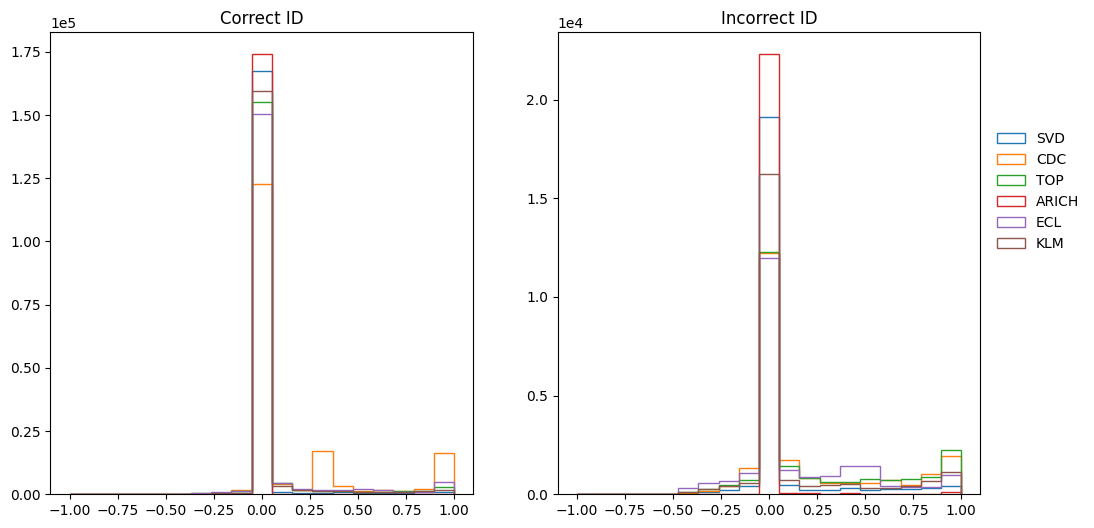 Correct ID
1e5
1.75
1.50
1.25
1.00
0.75
0.50
0.25
0.00
−1.00 −0.75 −0.50 −0.25 0.00 0.25 0.50 0.75 1.00
Incorrect ID
1e4
2.0
1.5
1.0
0.5
0.0
−1.00 −0.75 −0.50 −0.25 0.00 0.25 0.50 0.75 1.00
SVD
CDC
TOP
ARICH
ECL
KLM